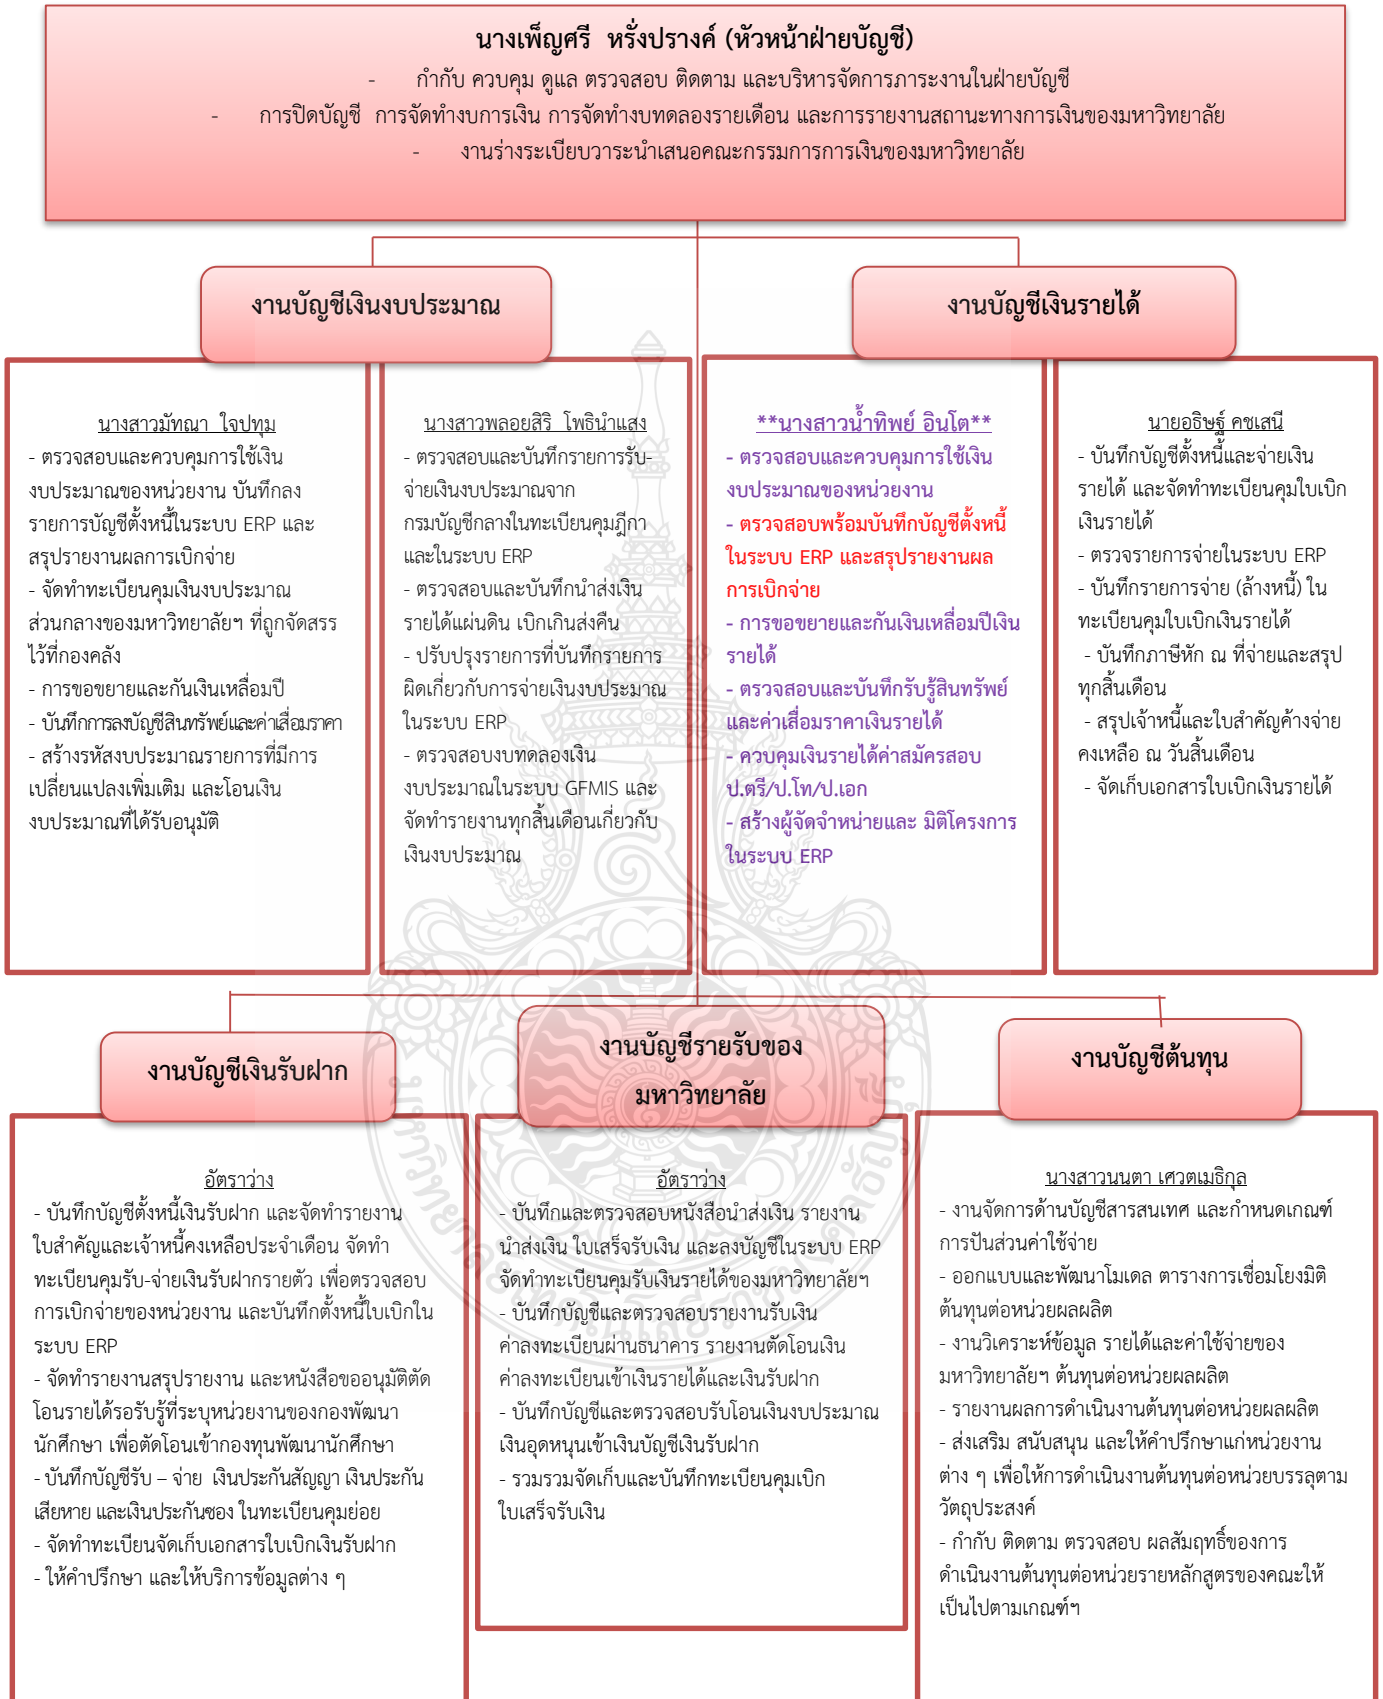 นางเพ็ญศรี  หรั่งปรางค์ (หัวหน้าฝ่ายบัญชี)
- กำกับ ควบคุม ดูแล ตรวจสอบ ติดตาม และบริหารจัดการภาระงานในฝ่ายบัญชี
- การปิดบัญชี  การจัดทำงบการเงิน การจัดทำงบทดลองรายเดือน และการรายงานสถานะทางการเงินของมหาวิทยาลัย
- งานร่างระเบียบวาระนำเสนอคณะกรรมการการเงินของมหาวิทยาลัย
งานบัญชีเงินงบประมาณ
งานบัญชีเงินรายได้
นางสาวมัทณา  ใจปทุม
- ตรวจสอบและควบคุมการใช้เงิน
งบประมาณของหน่วยงาน บันทึกลง
รายการบัญชีตั้งหนี้ในระบบ ERP และ
สรุปรายงานผลการเบิกจ่าย
- จัดทำทะเบียนคุมเงินงบประมาณ
ส่วนกลางของมหาวิทยาลัยฯ ที่ถูกจัดสรร
ไว้ที่กองคลัง
- การขอขยายและกันเงินเหลื่อมปี
- บันทึกการลงบัญชีสินทรัพย์และค่าเสื่อมราคา
- สร้างรหัสงบประมาณรายการที่มีการ
เปลี่ยนแปลงเพิ่มเติม และโอนเงิน
งบประมาณที่ได้รับอนุมัติ
นางสาวพลอยสิริ  โพธินำแสง
- ตรวจสอบและบันทึกรายการรับ-
จ่ายเงินงบประมาณจาก
กรมบัญชีกลางในทะเบียนคุมฎีกา
และในระบบ ERP
- ตรวจสอบและบันทึกนำส่งเงิน
รายได้แผ่นดิน เบิกเกินส่งคืน
- ปรับปรุงรายการที่บันทึกรายการ
ผิดเกี่ยวกับการจ่ายเงินงบประมาณ
ในระบบ ERP
- ตรวจสอบงบทดลองเงิน
งบประมาณในระบบ GFMIS และ
จัดทำรายงานทุกสิ้นเดือนเกี่ยวกับ
เงินงบประมาณ
**นางสาวน้ำทิพย์ อินโต**
- ตรวจสอบและควบคุมการใช้เงิน
งบประมาณของหน่วยงาน
- ตรวจสอบพร้อมบันทึกบัญชีตั้งหนี้
ในระบบ ERP และสรุปรายงานผล
การเบิกจ่าย
- การขอขยายและกันเงินเหลื่อมปีเงิน
รายได้
- ตรวจสอบและบันทึกรับรู้สินทรัพย์
และค่าเสื่อมราคาเงินรายได้
- ควบคุมเงินรายได้ค่าสมัครสอบ
ป.ตรี/ป.โท/ป.เอก
- สร้างผู้จัดจำหน่ายและ มิติโครงการ
ในระบบ ERP
นายอธิษฐ์ คชเสนี
- บันทึกบัญชีตั้งหนี้และจ่ายเงิน
รายได้ และจัดทำทะเบียนคุมใบเบิก
เงินรายได้
- ตรวจรายการจ่ายในระบบ ERP
- บันทึกรายการจ่าย (ล้างหนี้) ใน
ทะเบียนคุมใบเบิกเงินรายได้
- บันทึกภาษีหัก ณ ที่จ่ายและสรุป
ทุกสิ้นเดือน
- สรุปเจ้าหนี้และใบสำคัญค้างจ่าย
คงเหลือ ณ วันสิ้นเดือน
- จัดเก็บเอกสารใบเบิกเงินรายได้
งานบัญชีเงินรับฝาก
งานบัญชีรายรับของ
มหาวิทยาลัย
งานบัญชีต้นทุน
อัตราว่าง
- บันทึกบัญชีตั้งหนี้เงินรับฝาก และจัดทำรายงาน
ใบสำคัญและเจ้าหนี้คงเหลือประจำเดือน จัดทำ
ทะเบียนคุมรับ-จ่ายเงินรับฝากรายตัว เพื่อตรวจสอบ
การเบิกจ่ายของหน่วยงาน และบันทึกตั้งหนี้ใบเบิกใน
ระบบ ERP
- จัดทำรายงานสรุปรายงาน และหนังสือขออนุมัติตัด
โอนรายได้รอรับรู้ที่ระบุหน่วยงานของกองพัฒนา
นักศึกษา เพื่อตัดโอนเข้ากองทุนพัฒนานักศึกษา
- บันทึกบัญชีรับ – จ่าย  เงินประกันสัญญา เงินประกัน
เสียหาย และเงินประกันซอง ในทะเบียนคุมย่อย
- จัดทำทะเบียนจัดเก็บเอกสารใบเบิกเงินรับฝาก
- ให้คำปรึกษา และให้บริการข้อมูลต่าง ๆ
อัตราว่าง
- บันทึกและตรวจสอบหนังสือนำส่งเงิน รายงาน
นำส่งเงิน ใบเสร็จรับเงิน และลงบัญชีในระบบ ERP
จัดทำทะเบียนคุมรับเงินรายได้ของมหาวิทยาลัยฯ
- บันทึกบัญชีและตรวจสอบรายงานรับเงิน
ค่าลงทะเบียนผ่านธนาคาร รายงานตัดโอนเงิน
ค่าลงทะเบียนเข้าเงินรายได้และเงินรับฝาก
- บันทึกบัญชีและตรวจสอบรับโอนเงินงบประมาณ
เงินอุดหนุนเข้าเงินบัญชีเงินรับฝาก
- รวมรวมจัดเก็บและบันทึกทะเบียนคุมเบิก
ใบเสร็จรับเงิน
นางสาวนนตา เศวตเมธิกุล
- งานจัดการด้านบัญชีสารสนเทศ และกำหนดเกณฑ์
การปันส่วนค่าใช้จ่าย
- ออกแบบและพัฒนาโมเดล ตารางการเชื่อมโยงมิติ
ต้นทุนต่อหน่วยผลผลิต
- งานวิเคราะห์ข้อมูล รายได้และค่าใช้จ่ายของ
มหาวิทยาลัยฯ ต้นทุนต่อหน่วยผลผลิต
- รายงานผลการดำเนินงานต้นทุนต่อหน่วยผลผลิต
- ส่งเสริม สนับสนุน และให้คำปรึกษาแก่หน่วยงาน
ต่าง ๆ เพื่อให้การดำเนินงานต้นทุนต่อหน่วยบรรลุตาม
วัตถุประสงค์
- กำกับ ติดตาม ตรวจสอบ ผลสัมฤทธิ์ของการ
ดำเนินงานต้นทุนต่อหน่วยรายหลักสูตรของคณะให้
เป็นไปตามเกณฑ์ฯ
มหาวิทยาลัยเทคโนโลยีราชมงคลธัญบุรี